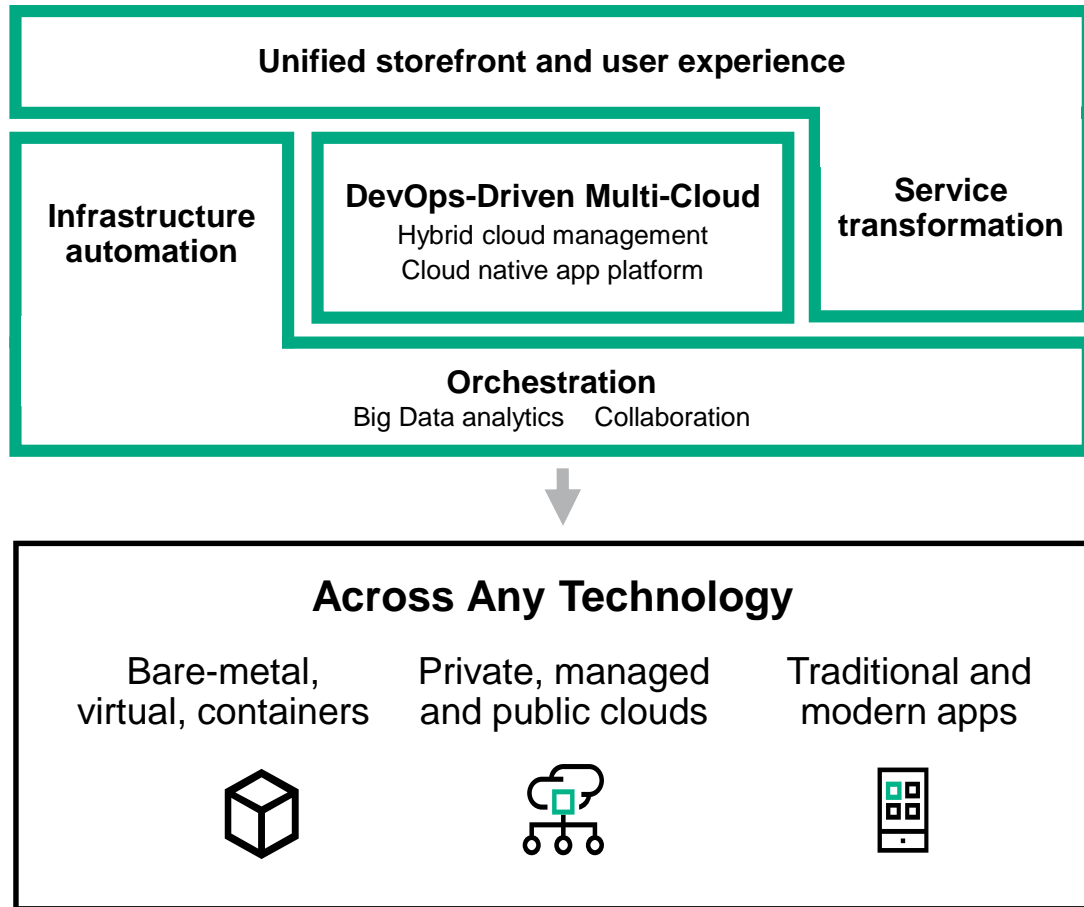 Unified storefront and user experience
Infrastructure
automation
DevOps-Driven Multi-Cloud
Hybrid cloud management
Cloud native app platform
Service
transformation
Orchestration
Big Data analytics Collaboration
Across Any Technology
Bare-metal,
virtual, containers
Private, managed
and public clouds
Traditional and
modern apps